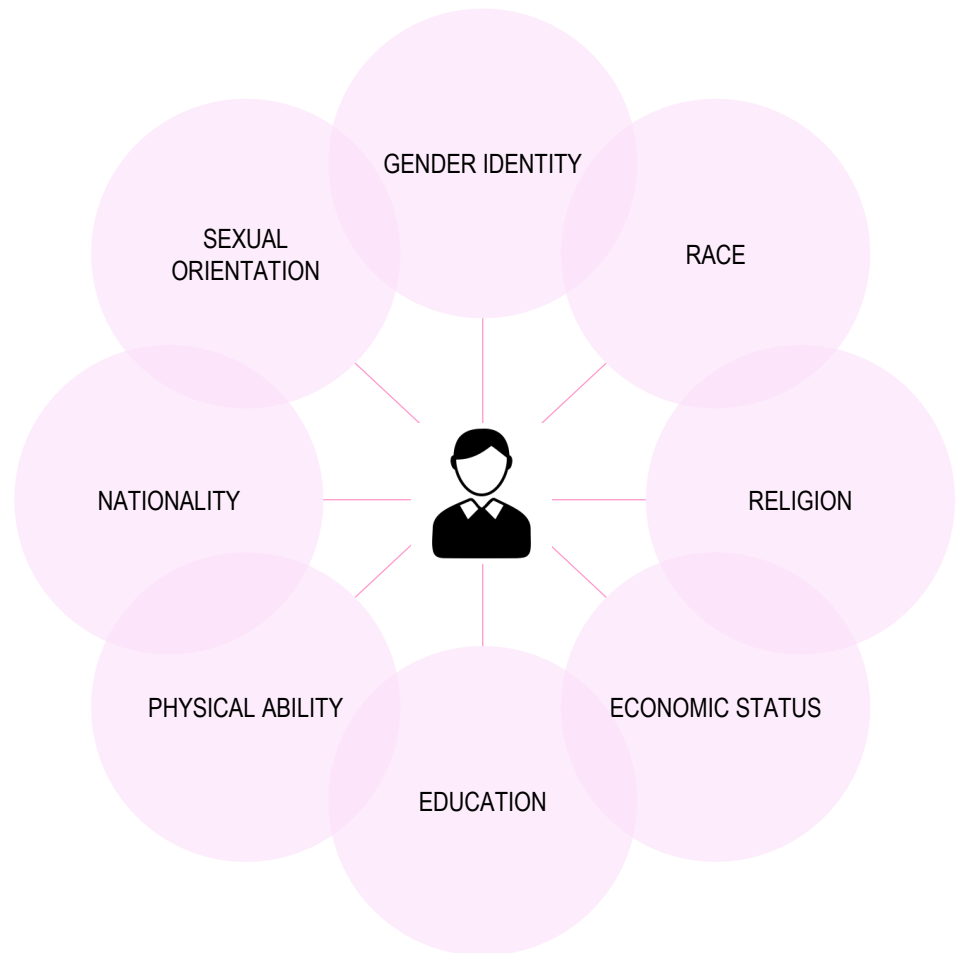 GENDER IDENTITY
SEXUAL
ORIENTATION
RACE
NATIONALITY
RELIGION
PHYSICAL ABILITY
ECONOMIC STATUS
EDUCATION